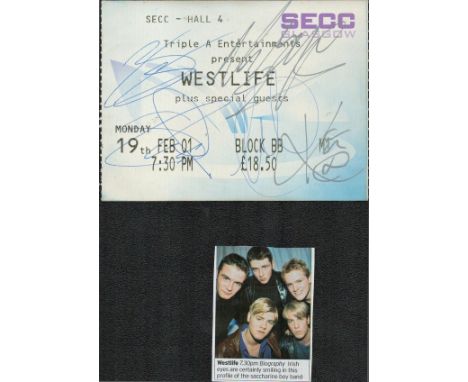 SECC - HALL 4
SECC
GLASGOW
Triple A Entertainments
present
WESTLIFE
plus special guests
MONDAY
19th FEB 01 BLOCK BB
7:30 PM £18.50
Westlife 7.30pm Biography Irish
eyes are certainly smiling in this
profile of the saccharine boy band